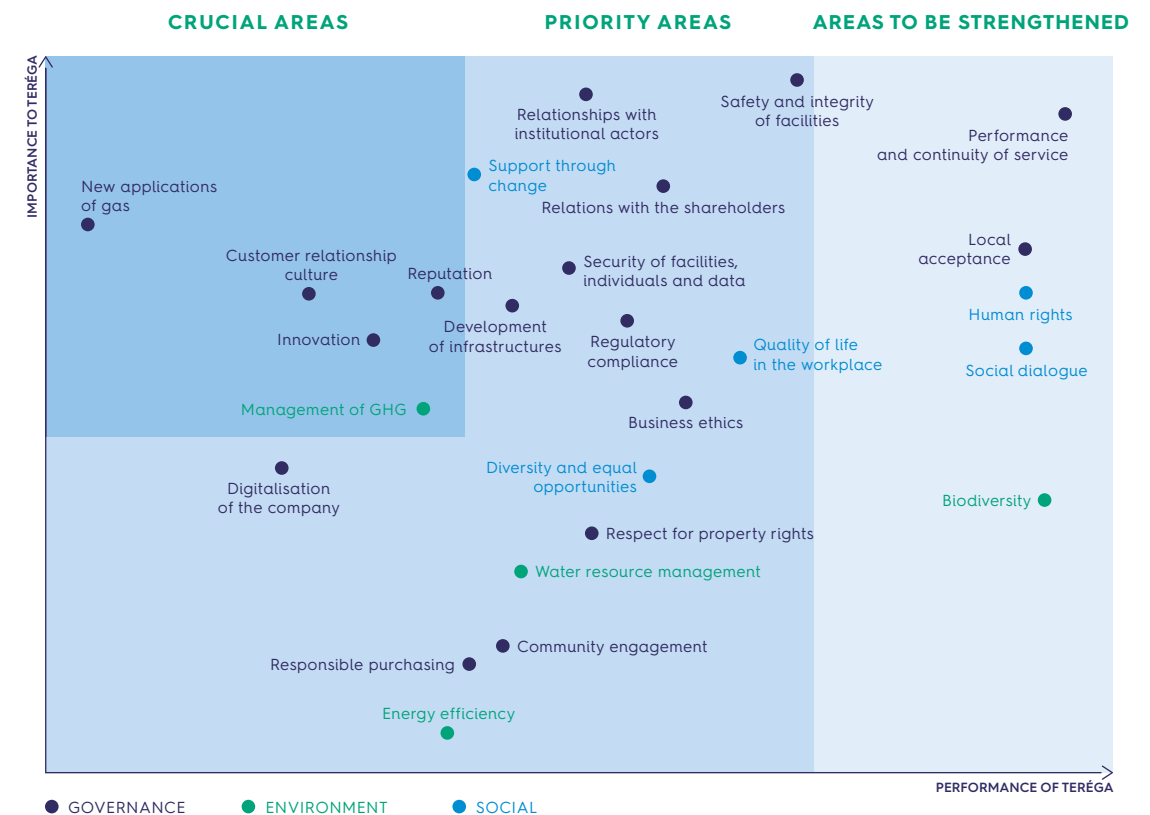 CRUCIAL AREAS
PRIORITY AREAS
AREAS TO BE STRENGTHENED
IMPORTANCE TO TERÉGA
Relationships with
institutional actors
Safety and integrity
of facilities
Performance
and continuity of service
Support through
change
New applications
of gas
Relations with the shareholders
Local
acceptance
Customer relationship
culture
Reputation
Security of facilities,
individuals and data
Human rights
Development
of infrastructures
Innovation
Regulatory
compliance
Quality of life
in the workplace
Social dialogue
Management of GHG
Business ethics
Diversity and equal
opportunities
Digitalisation
of the company
Biodiversity
Respect for property rights
Water resource management
Community engagement
Responsible purchasing
Energy efficiency
PERFORMANCE OF TERÉGA
GOVERNANCE
ENVIRONMENT
SOCIAL